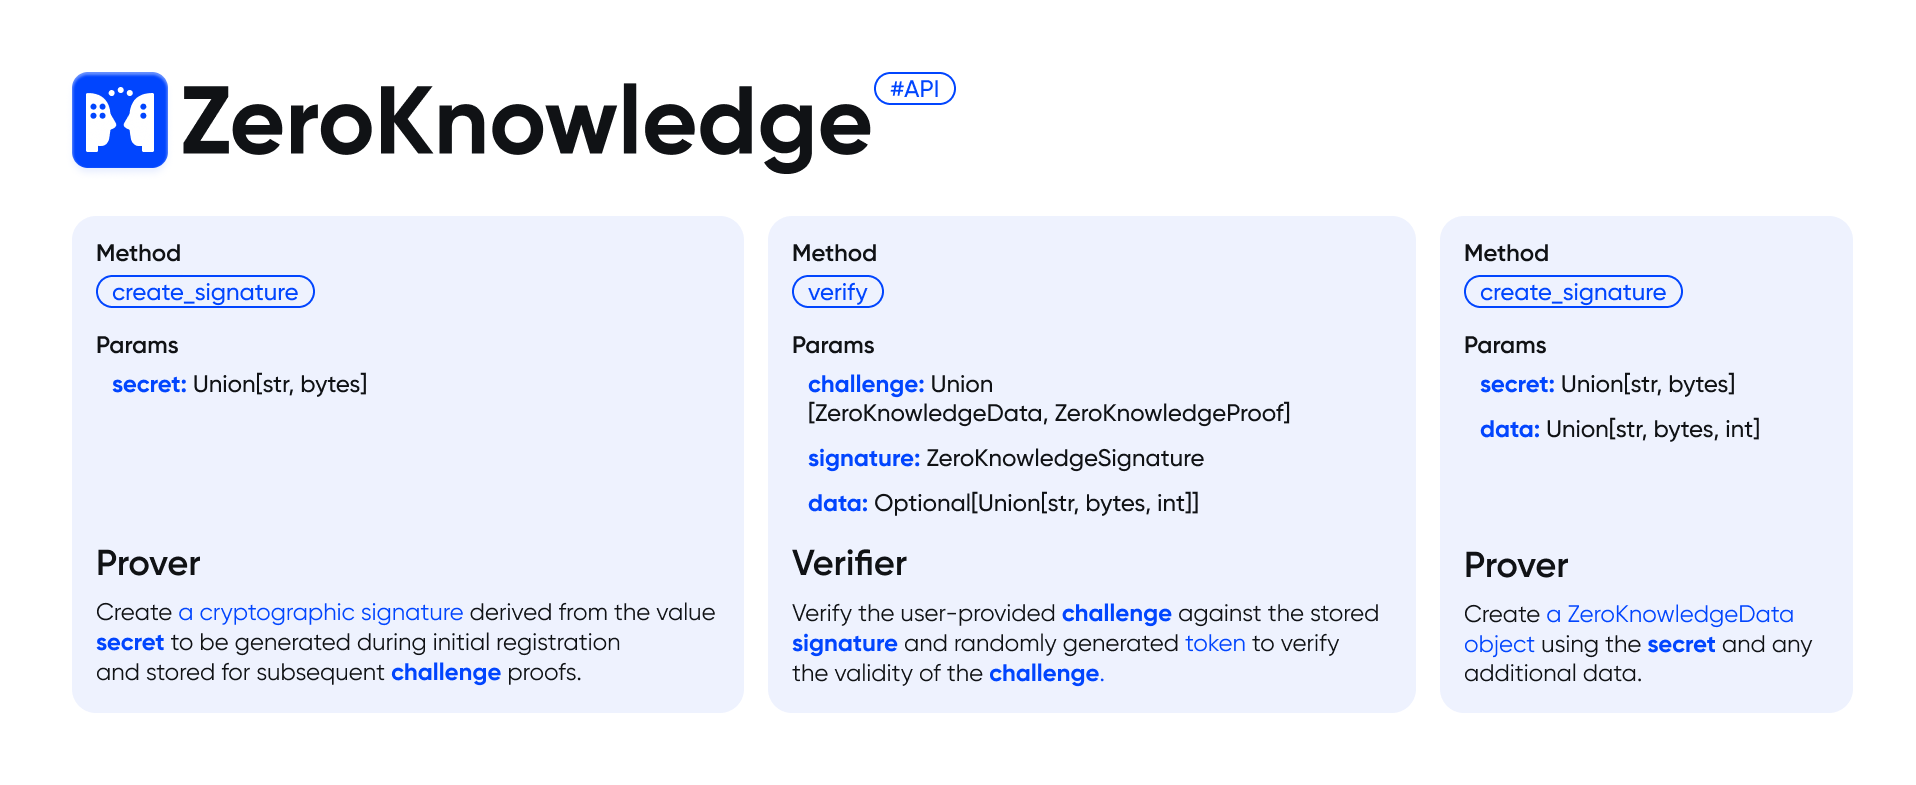 ZeroKnowledge
#API
Method
create_signature
Params
secret: Union[str, bytes]
Prover
Create a cryptographic signature derived from the value
secret to be generated during initial registration
and stored for subsequent challenge proofs.
Method
verify
Params
challenge: Union
[ZeroKnowledgeData, ZeroKnowledgeProof]
signature: ZeroKnowledgeSignature
data: Optional[Union[str, bytes, int]]
Verifier
Verify the user-provided challenge against the stored
signature and randomly generated token to verify
the validity of the challenge.
Method
create_signature
Params
secret: Union[str, bytes]
data: Union[str, bytes, int]
Prover
Create a ZeroKnowledgeData
object using the secret and any
additional data.